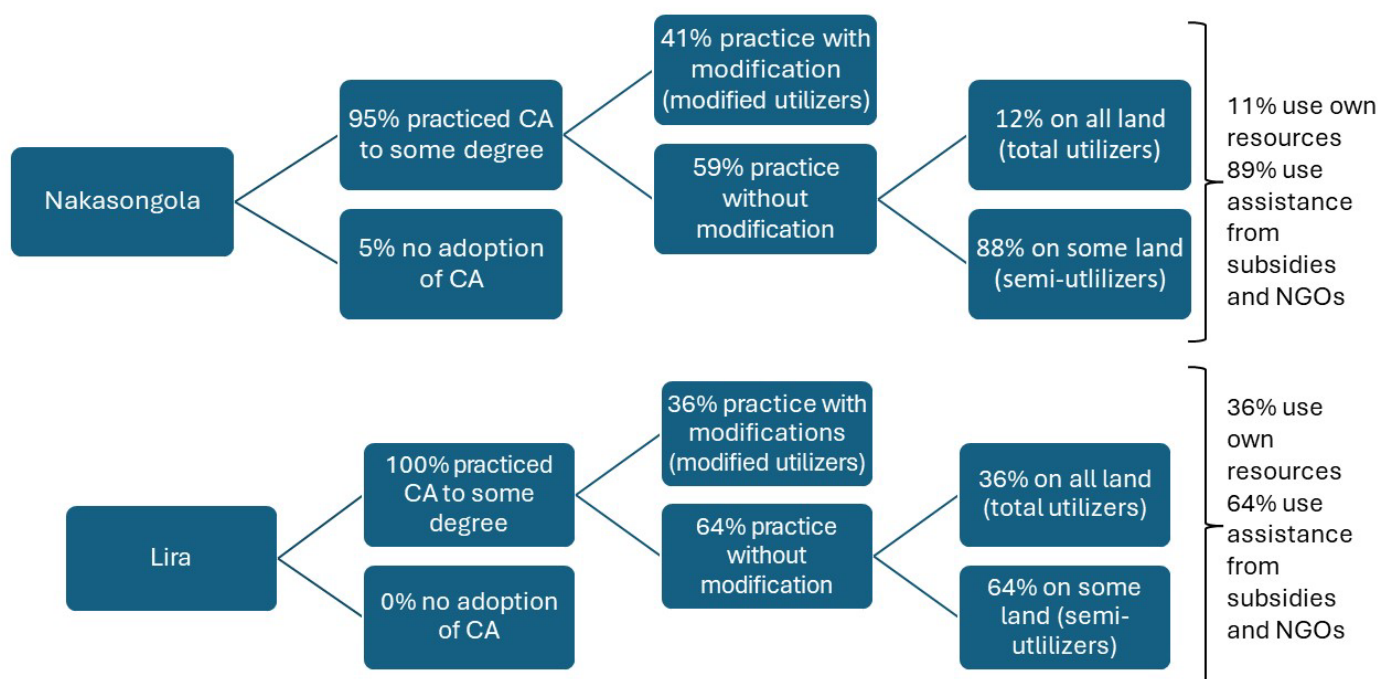 Nakasongola
95% practiced CA
to some degree
5% no adoption
of CA
41% practice with
modification
(modified utilizers)
59% practice
without
modification
12% on all land
(total utilizers)
88% on some land
(semi-utlilizers)
11% use own
resources
89% use
assistance
from
subsidies
and NGOs
Lira
100% practiced
CA to some
degree
0% no adoption
of CA
36% practice with
modifications
(modified utilizers)
64% practice
without
modification
36% on all land
(total utilizers)
64% on some
land (semi-
utlilizers)
36% use
own
resources
64% use
assistance
from
subsidies
and NGOs